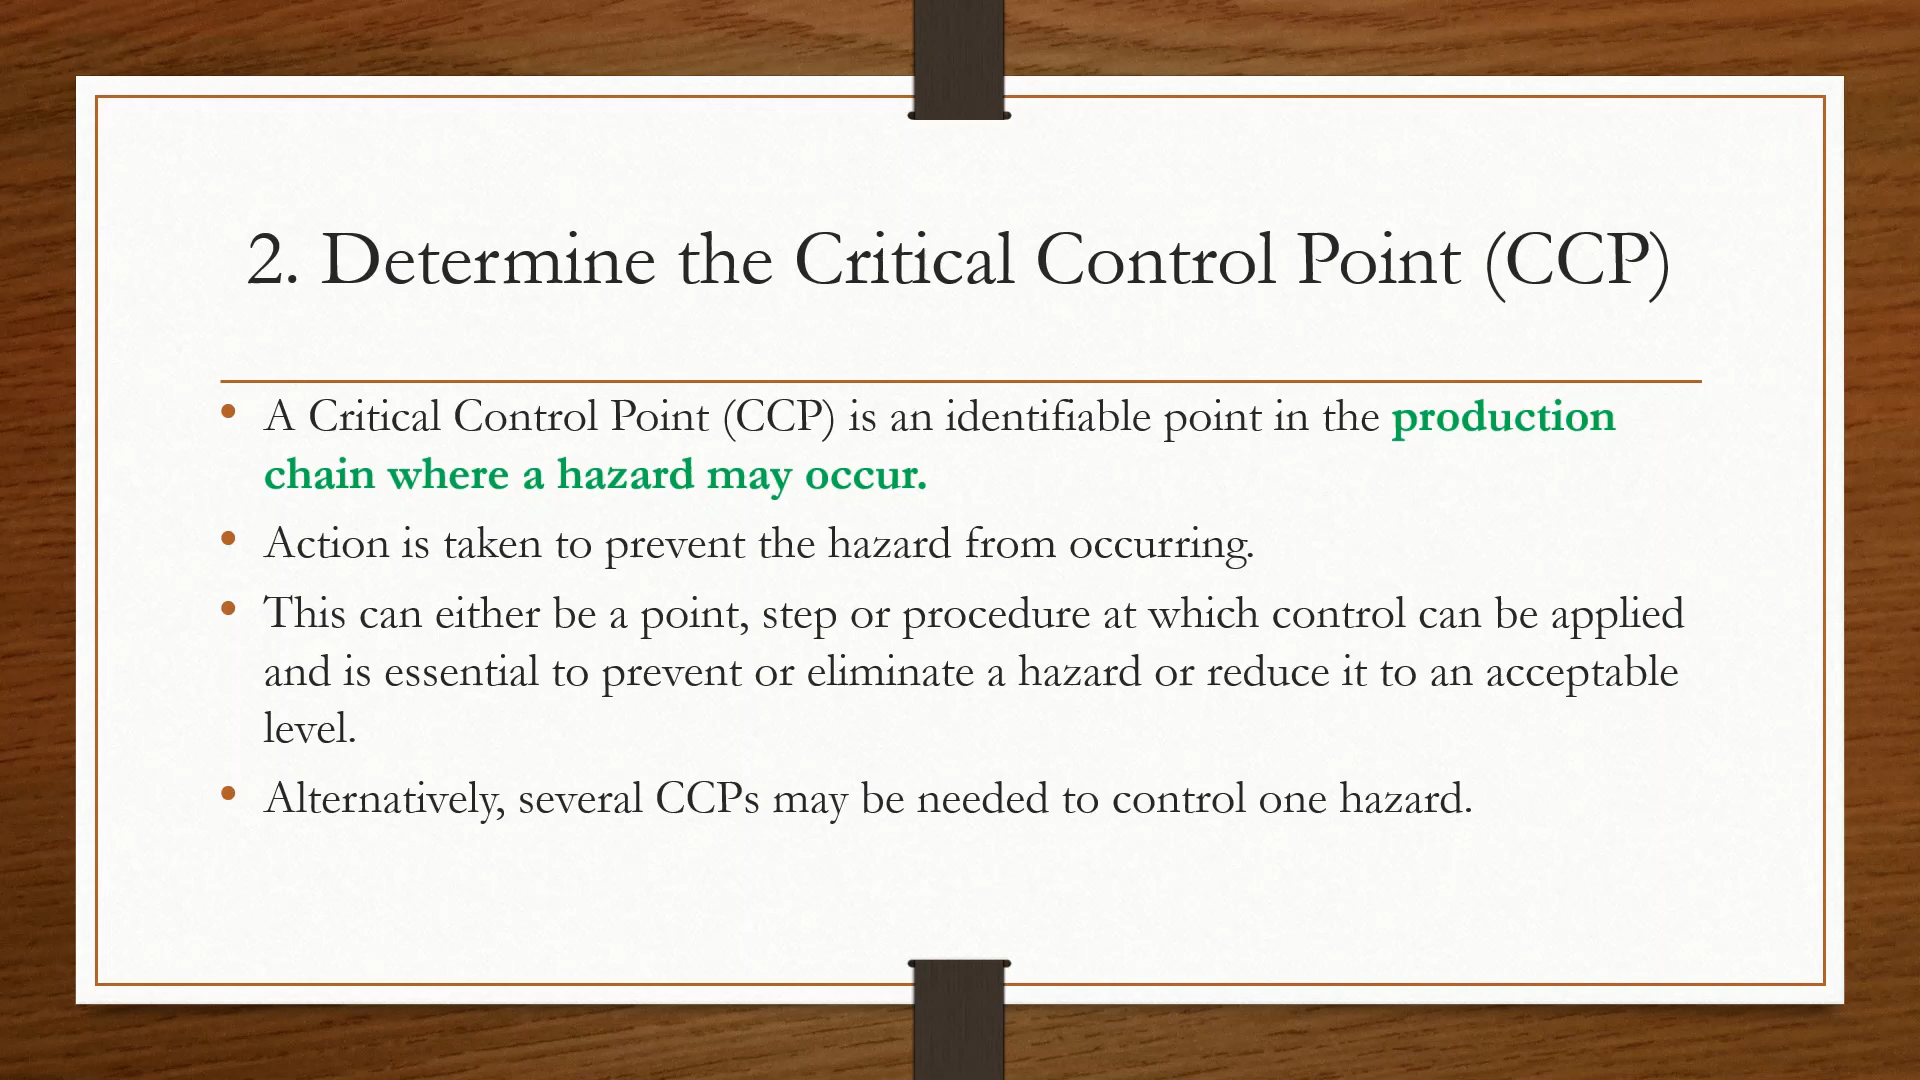 2. Determine the Critical Control Point (CCP)
• A Critical Control Point (CCP) is an identifiable point in the production
chain where a hazard may occur.
• Action is taken to prevent the hazard from occurring.
• This can either be a point, step or procedure at which control can be applied
and is essential to prevent or eliminate a hazard or reduce it to an acceptable
level.
• Alternatively, several CCPs may be needed to control one hazard.